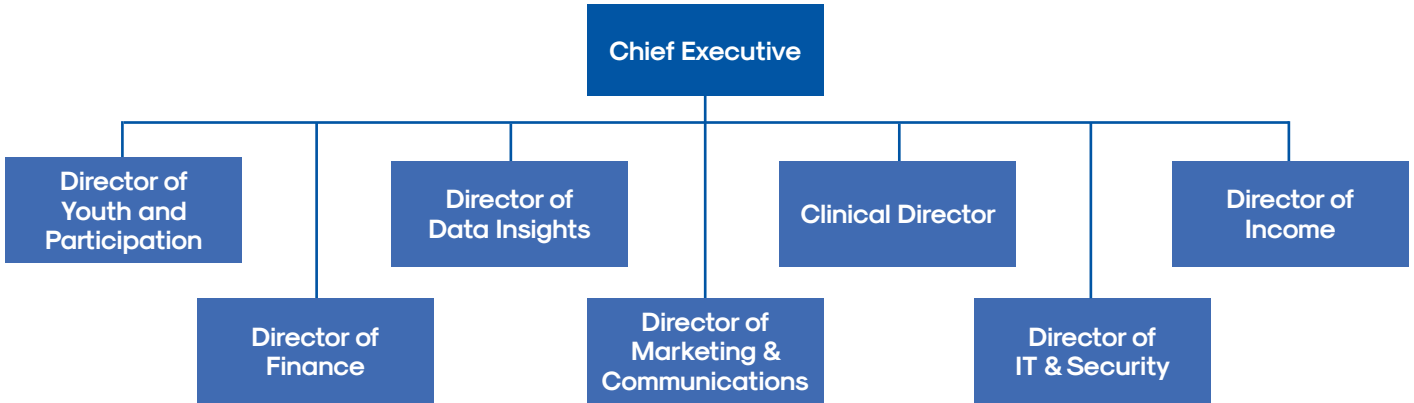 Chief Executive
Director of
Youth and
Participation
Director of
Data Insights
Clinical Director
Director of
Income
Director of
Finance
Director of
Marketing &
Communications
Director of
IT & Security